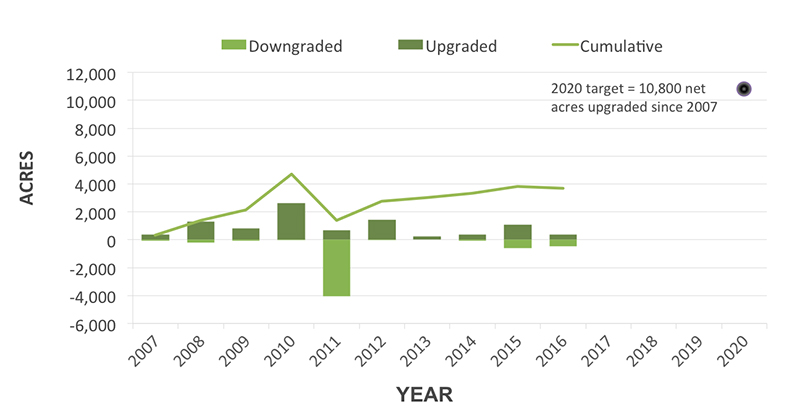 Downgraded Upgraded Cumulative
12,000
2020 target = 10,800 net
acres upgraded since 2007
10,000
8,000
6,000
ACRES
4,000
2,000
0
-2,000
-4,000
-6,000
2007 2008 2009 2010 2011 2012 2013 2014 2015 2016 2017 2018 2019 2020
YEAR